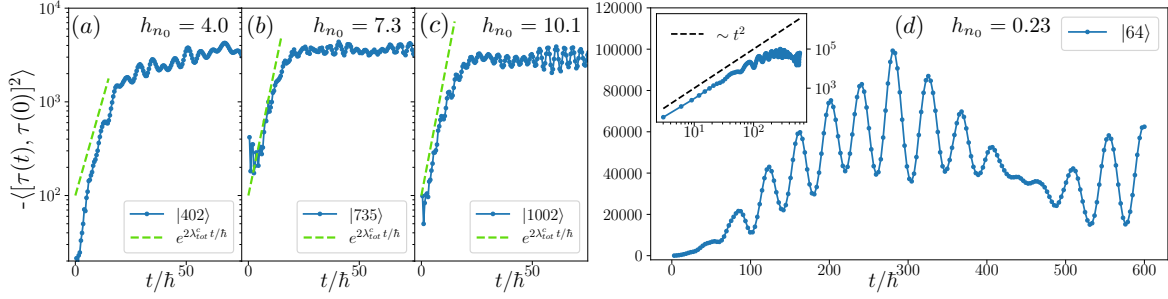 (a) h_{n_0} = 4.0
(b) h_{n_0} = 7.3
(c) h_{n_0} = 10.1
(d) h_{n_0} = 0.23
-⟨[τ(t), τ(0)]^2⟩
10^4
10^3
10^2
|402⟩
e^{2λ^c_{tot} t/ℏ}
|735⟩
e^{2λ^c_{tot} t/ℏ}
|1002⟩
e^{2λ^c_{tot} t/ℏ}
0 50
0 50
0 50
t/ℏ
t/ℏ
t/ℏ
|64⟩
120000
100000
80000
60000
40000
20000
0
0 100 200 300 400 500 600
t/ℏ
∼ t^2
10^5
10^3
10^1 10^2